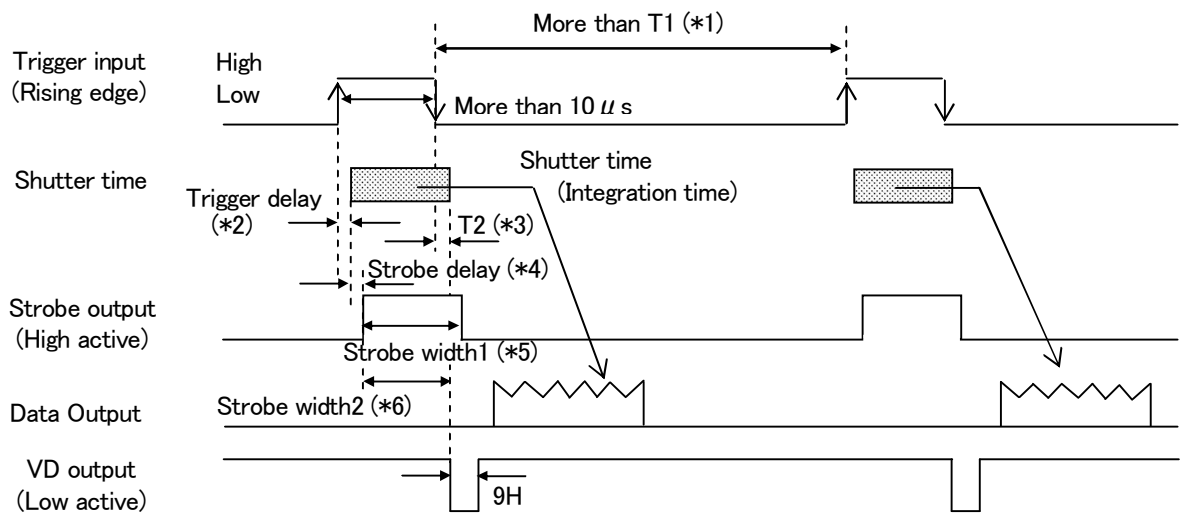 More than T1 (*1)
Trigger input
(Rising edge)
High
Low
More than 10 μs
Shutter time
Shutter time
(Integration time)
Trigger delay
(*2)
T2 (*3)
Strobe delay (*4)
Strobe output
(High active)
Strobe width1 (*5)
Strobe width2 (*6)
Data Output
VD output
(Low active)
9H